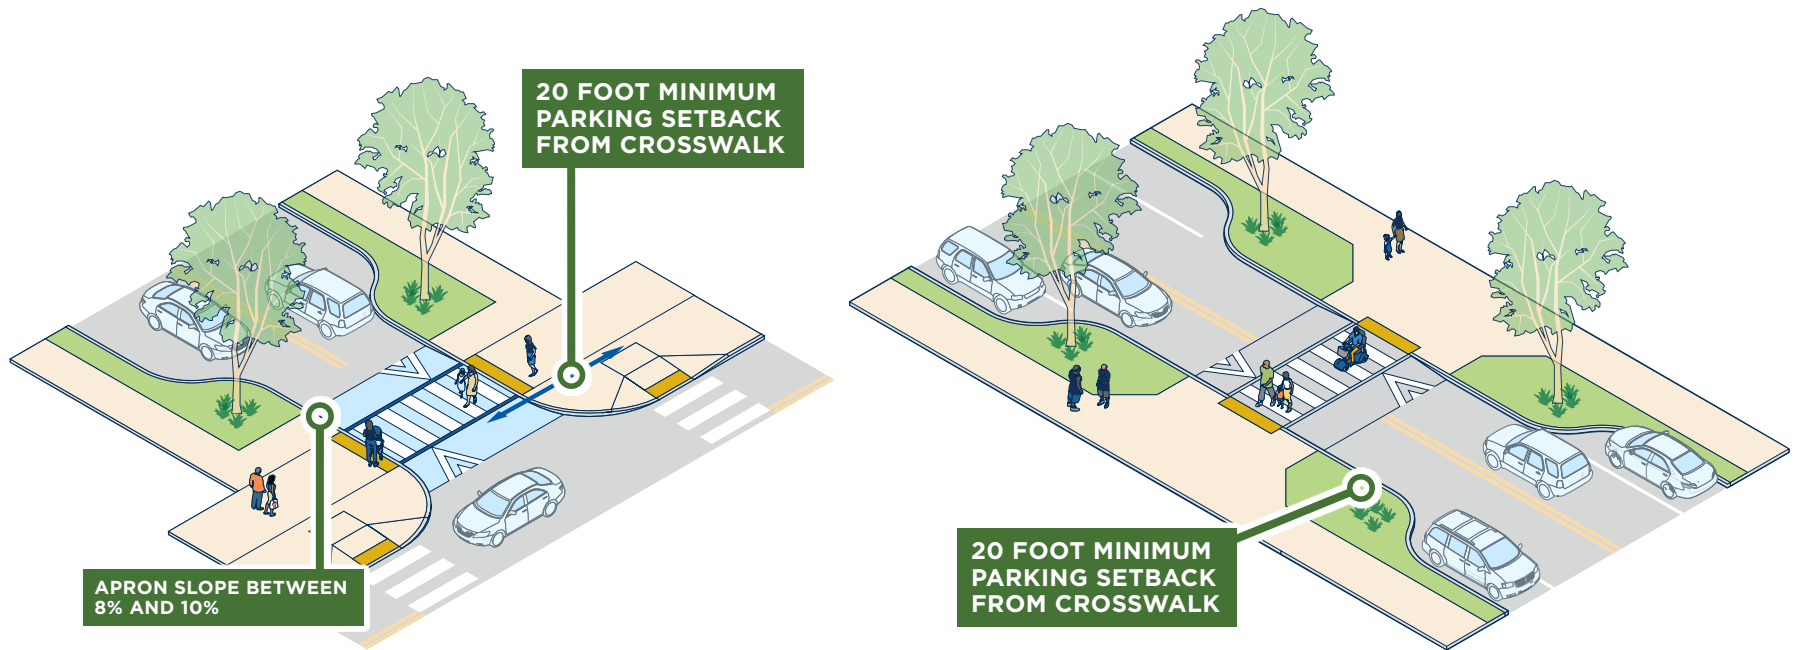 20 FOOT MINIMUM
PARKING SETBACK
FROM CROSSWALK
APRON SLOPE BETWEEN
8% AND 10%
20 FOOT MINIMUM
PARKING SETBACK
FROM CROSSWALK